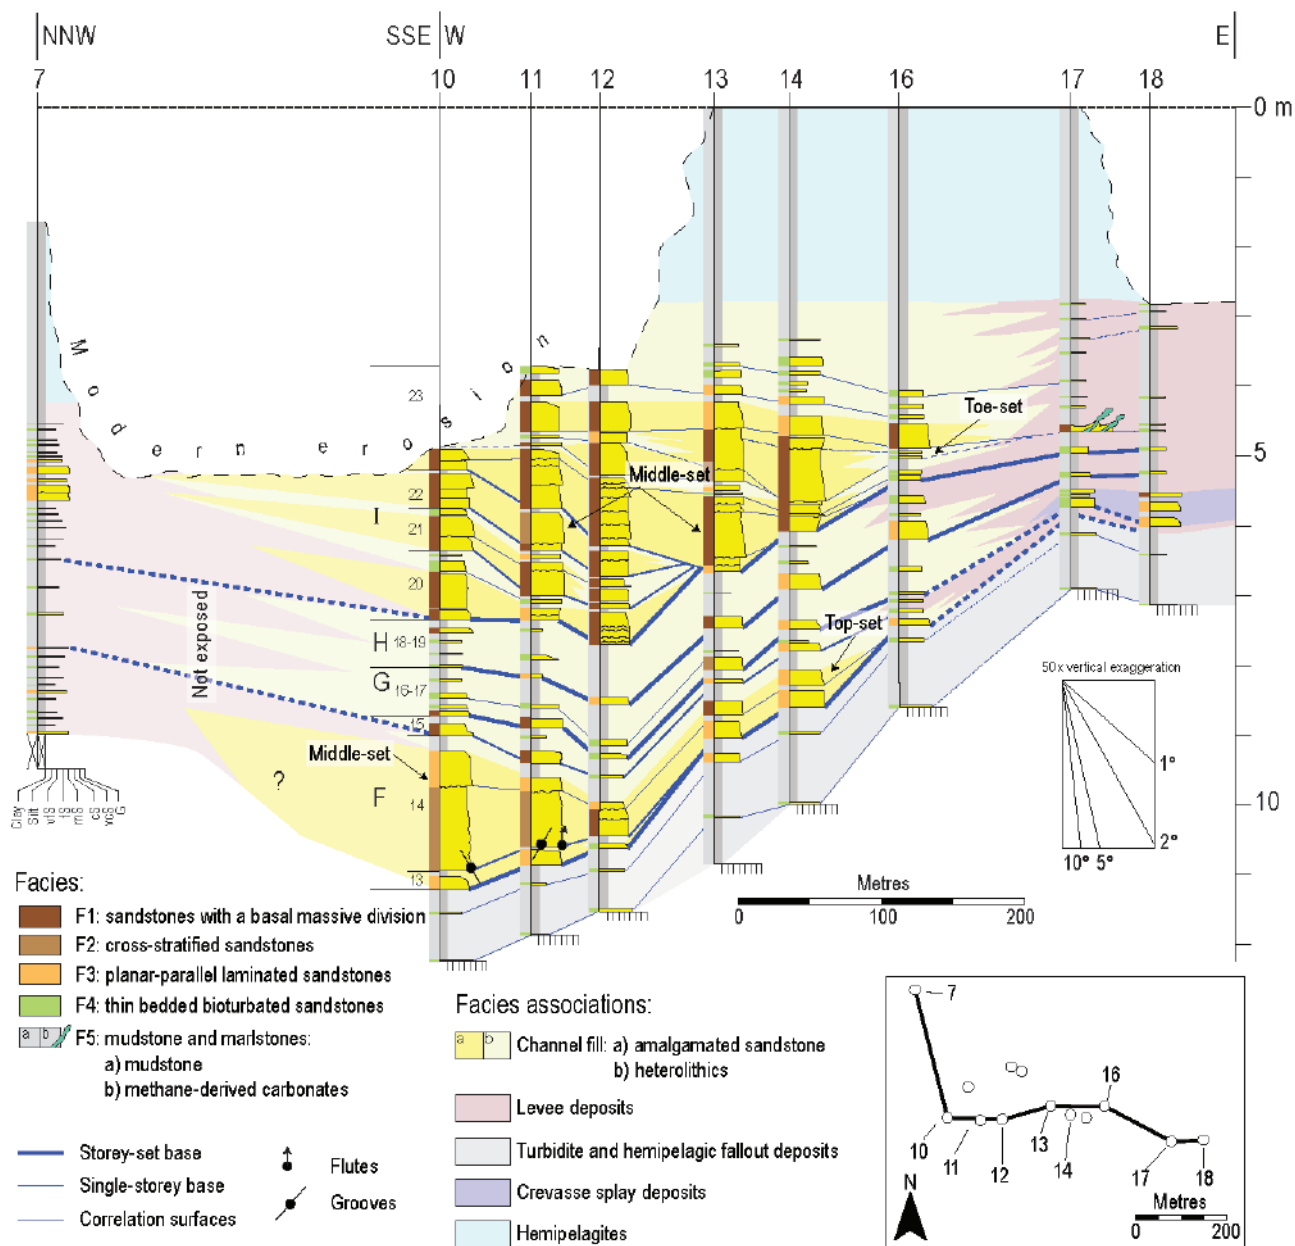 NNW SSE W E
7 10 11 12 13 14 16 17 18
0 m
Modern erosion
23
Toe-set
5
Middle-set
22
I
21
20
Not exposed
H 18-19
Top-set
G 16-17
50 x vertical exaggeration
15
Middle-set
1°
?
F
14
2°
10° 5°
10
13
Clay Silt vfS fS mS cS vcS G
Metres
0 100 200
Facies:
F1: sandstones with a basal massive division
F2: cross-stratified sandstones
F3: planar-parallel laminated sandstones
F4: thin bedded bioturbated sandstones
a b F5: mudstone and marlstones:
a) mudstone
b) methane-derived carbonates
Storey-set base
Single-storey base
Correlation surfaces
Flutes
Grooves
Facies associations:
a b Channel fill: a) amalgamated sandstone
b) heterolithics
Levee deposits
Turbidite and hemipelagic fallout deposits
Crevasse splay deposits
Hemipelagites
7
16
10
11
12
13
14
17
18
N
Metres
0 200